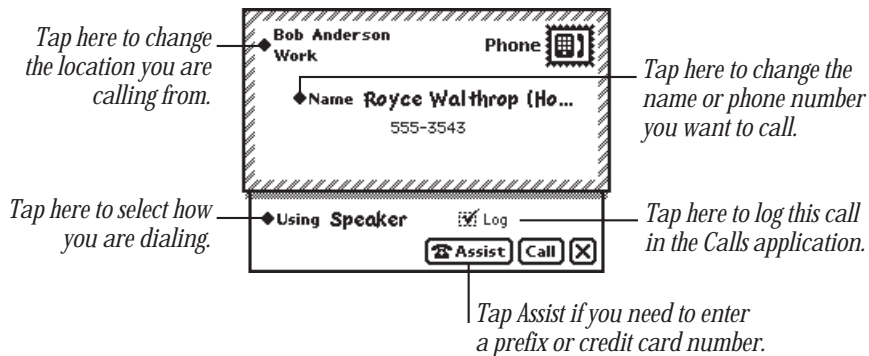 Tap here to change
the location you are
calling from.
Bob Anderson
Work
Phone
Tap here to change the
name or phone number
you want to call.
Name Royce Walthrop (Ho...
555-3543
Tap here to select how
you are dialing.
Using Speaker
Log
Tap here to log this call
in the Calls application.
Assist
Call
X
Tap Assist if you need to enter
a prefix or credit card number.